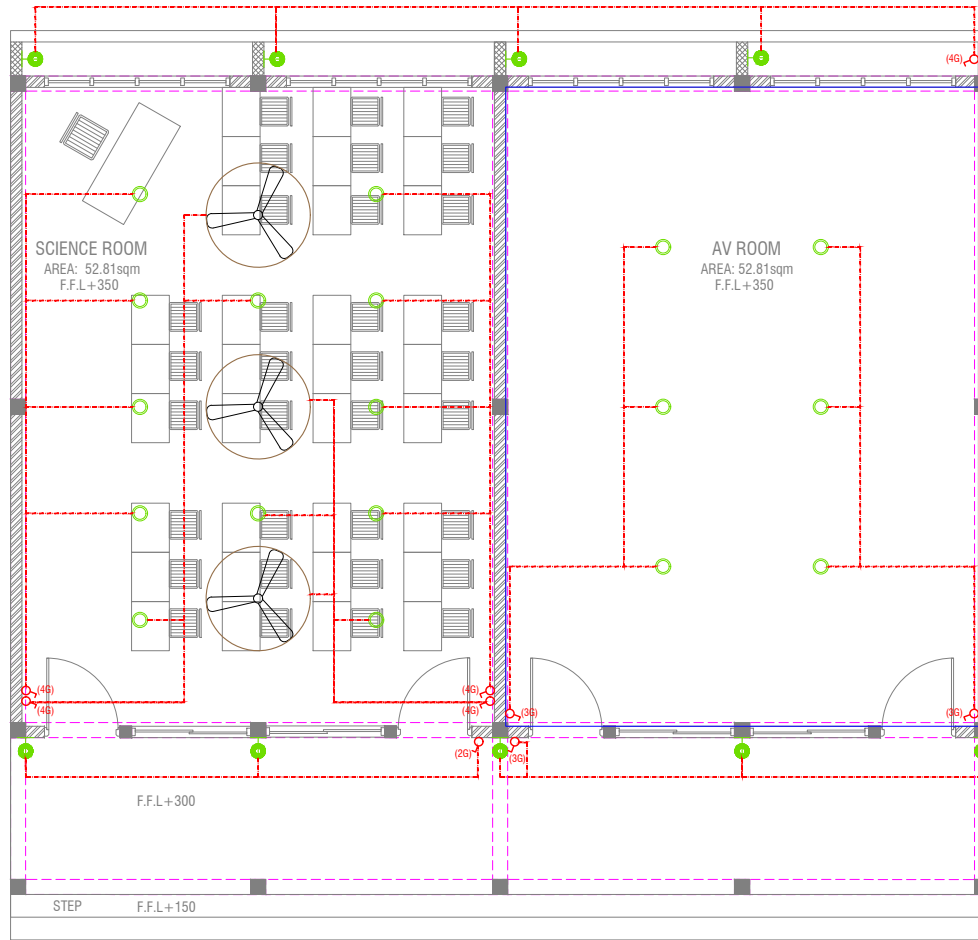 (4G)
SCIENCE ROOM
AREA: 52.81sqm
F.F.L+350
AV ROOM
AREA: 52.81sqm
F.F.L+350
(4G)
(4G)
(4G)
(4G)
(3G)
(3G)
(2G)
(3G)
F.F.L+300
STEP
F.F.L+150